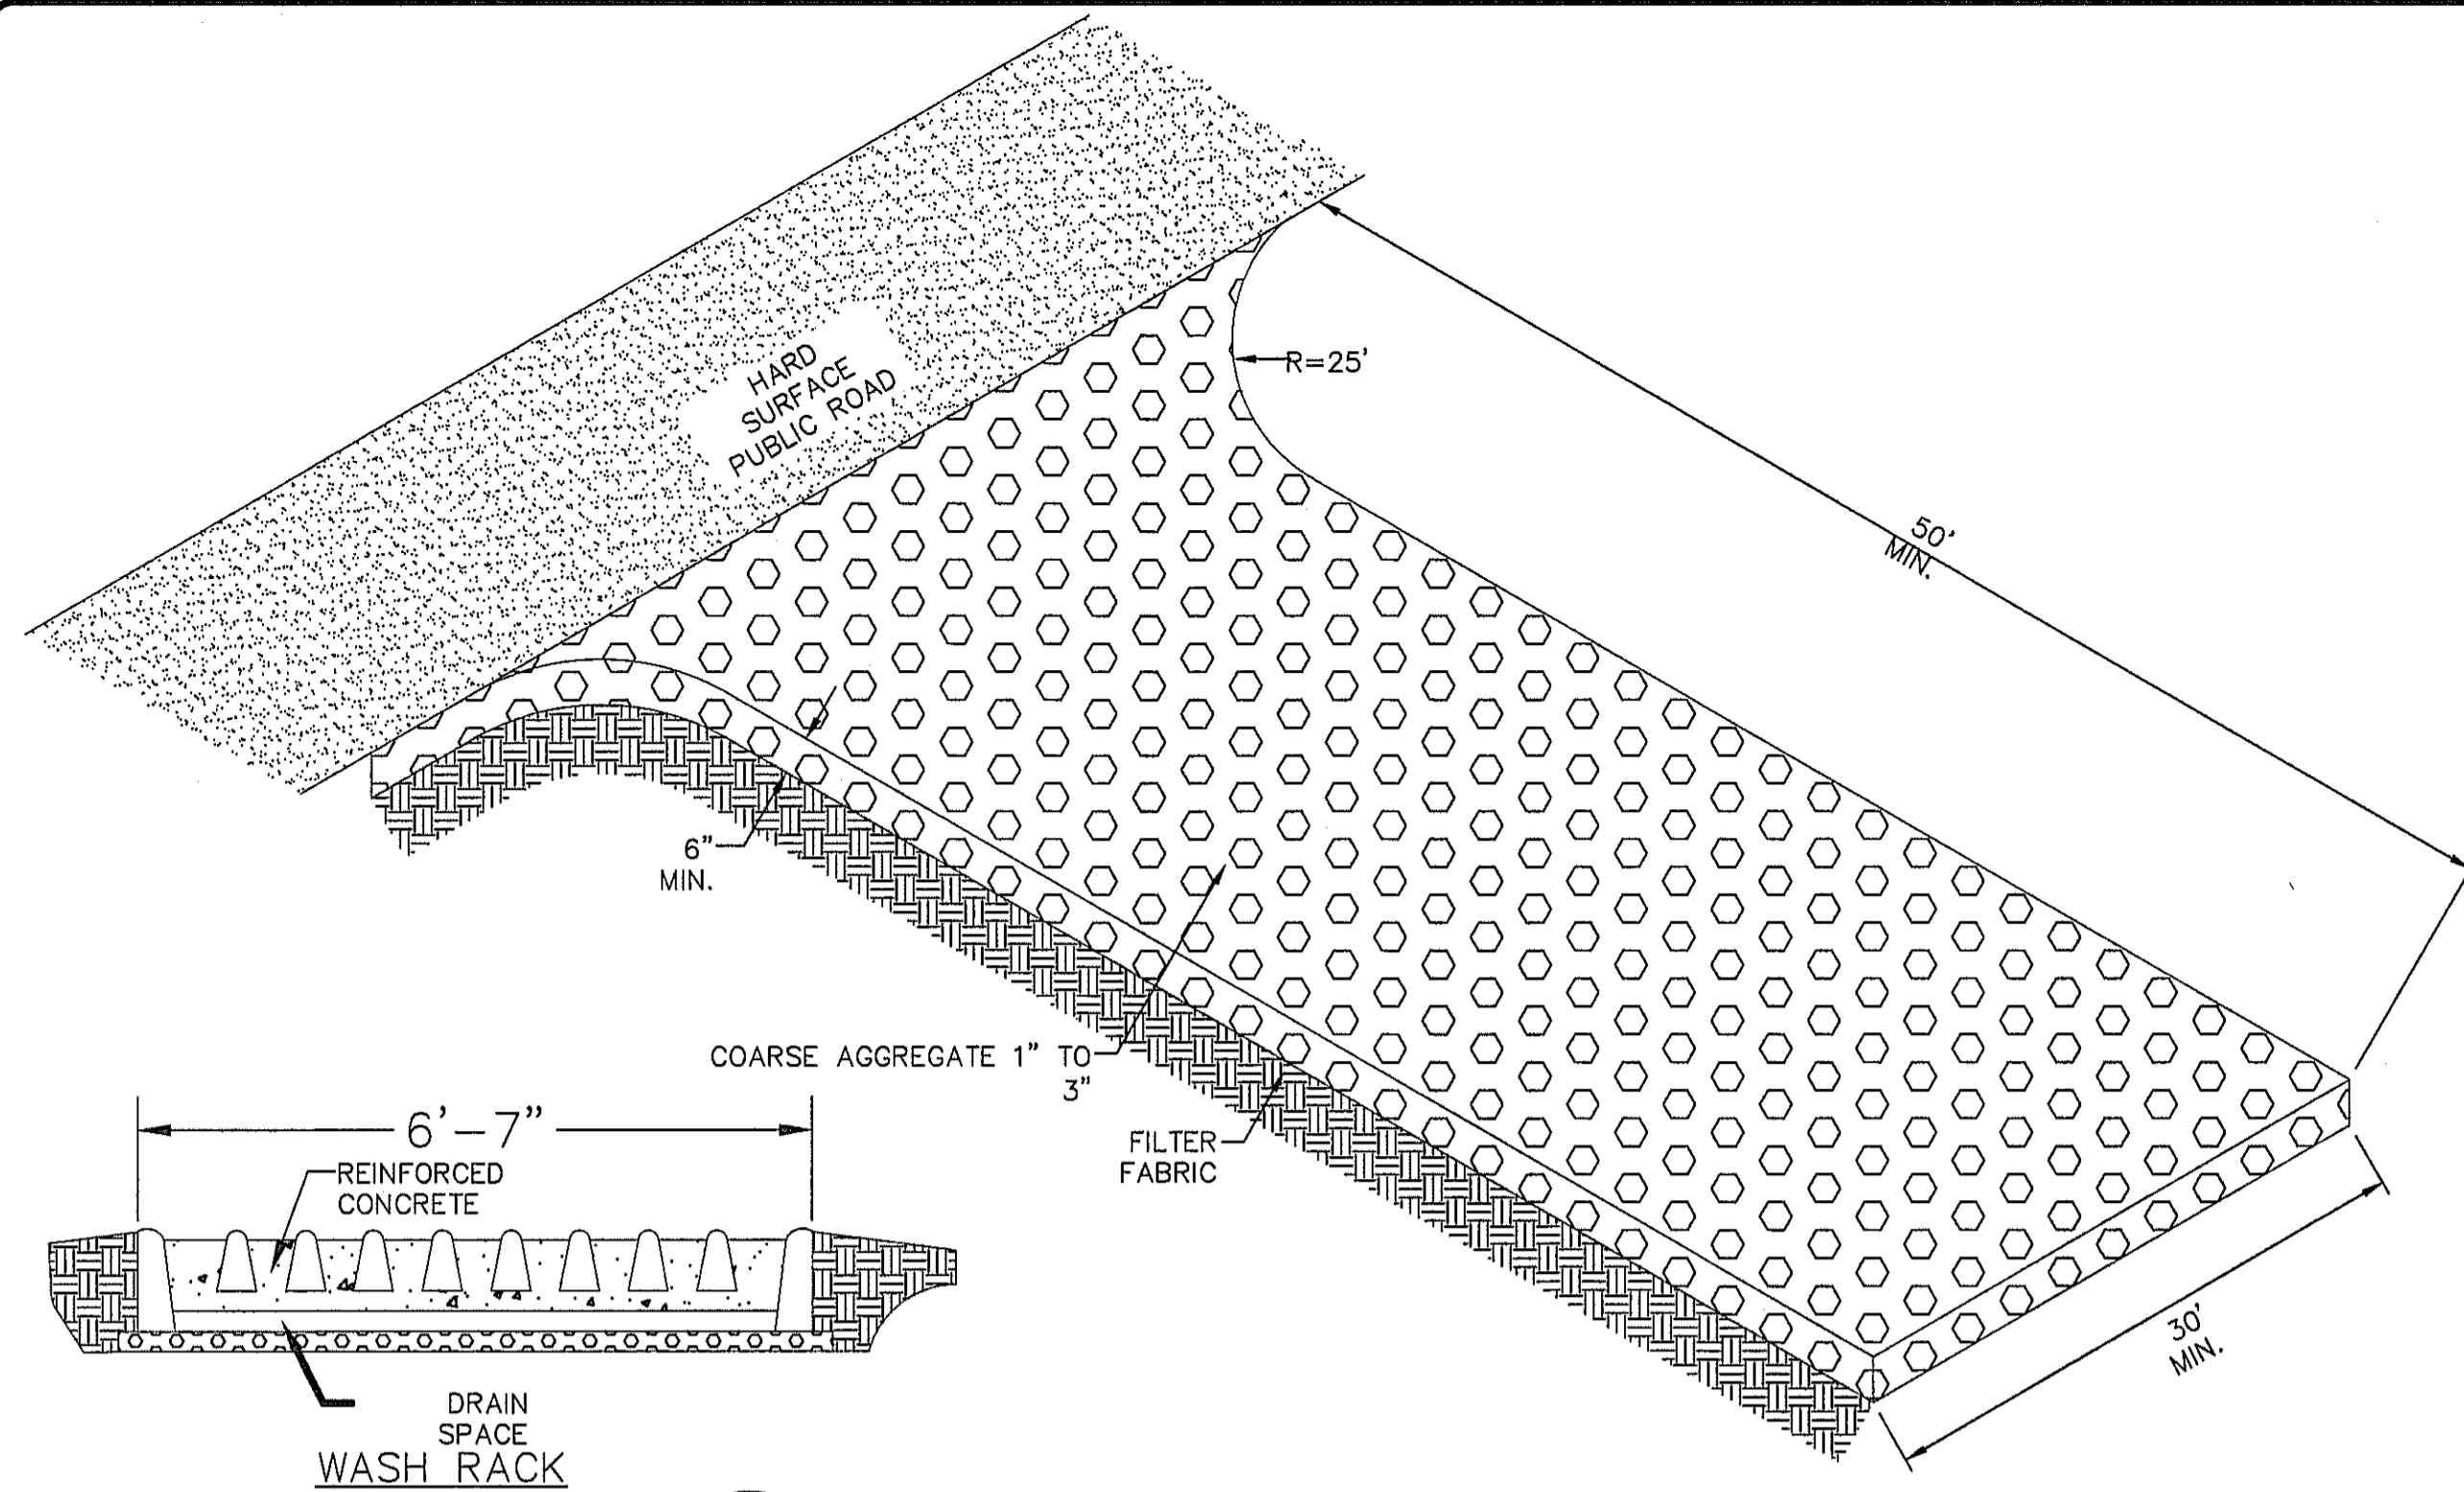 HARD
SURFACE
PUBLIC ROAD
R=25'
50'
MIN.
6"
MIN.
COARSE AGGREGATE 1" TO
3"
FILTER
FABRIC
6'-7"
REINFORCED
CONCRETE
30'
MIN.
DRAIN
SPACE
WASH RACK